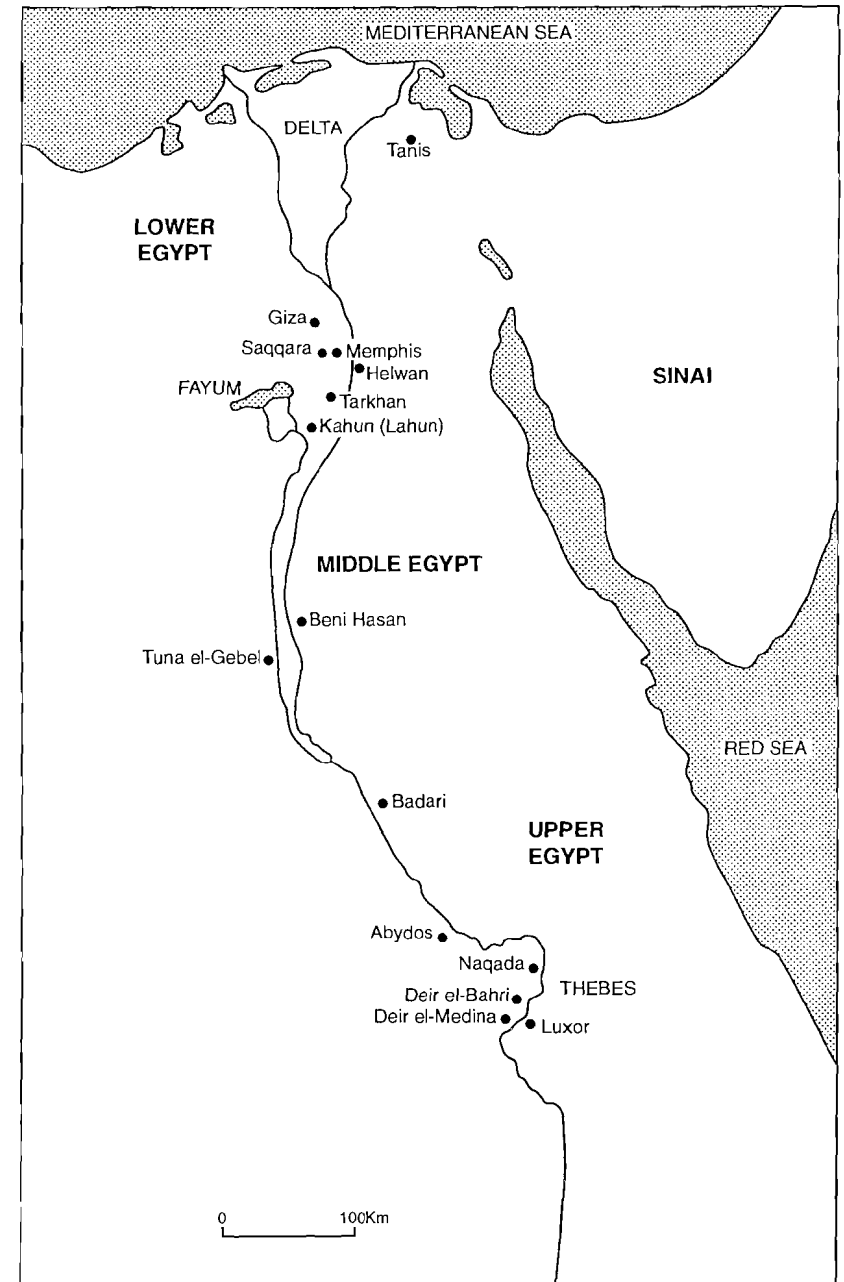 MEDITERRANEAN SEA
DELTA
Tanis
LOWER
EGYPT
Giza
Saqqara
Memphis
Helwan
SINAI
FAYUM
Tarkhan
Kahun (Lahun)
MIDDLE EGYPT
Beni Hasan
Tuna el-Gebel
RED SEA
Badari
UPPER
EGYPT
Abydos
Naqada
THEBES
Deir el-Bahri
Deir el-Medina
Luxor
0 100Km